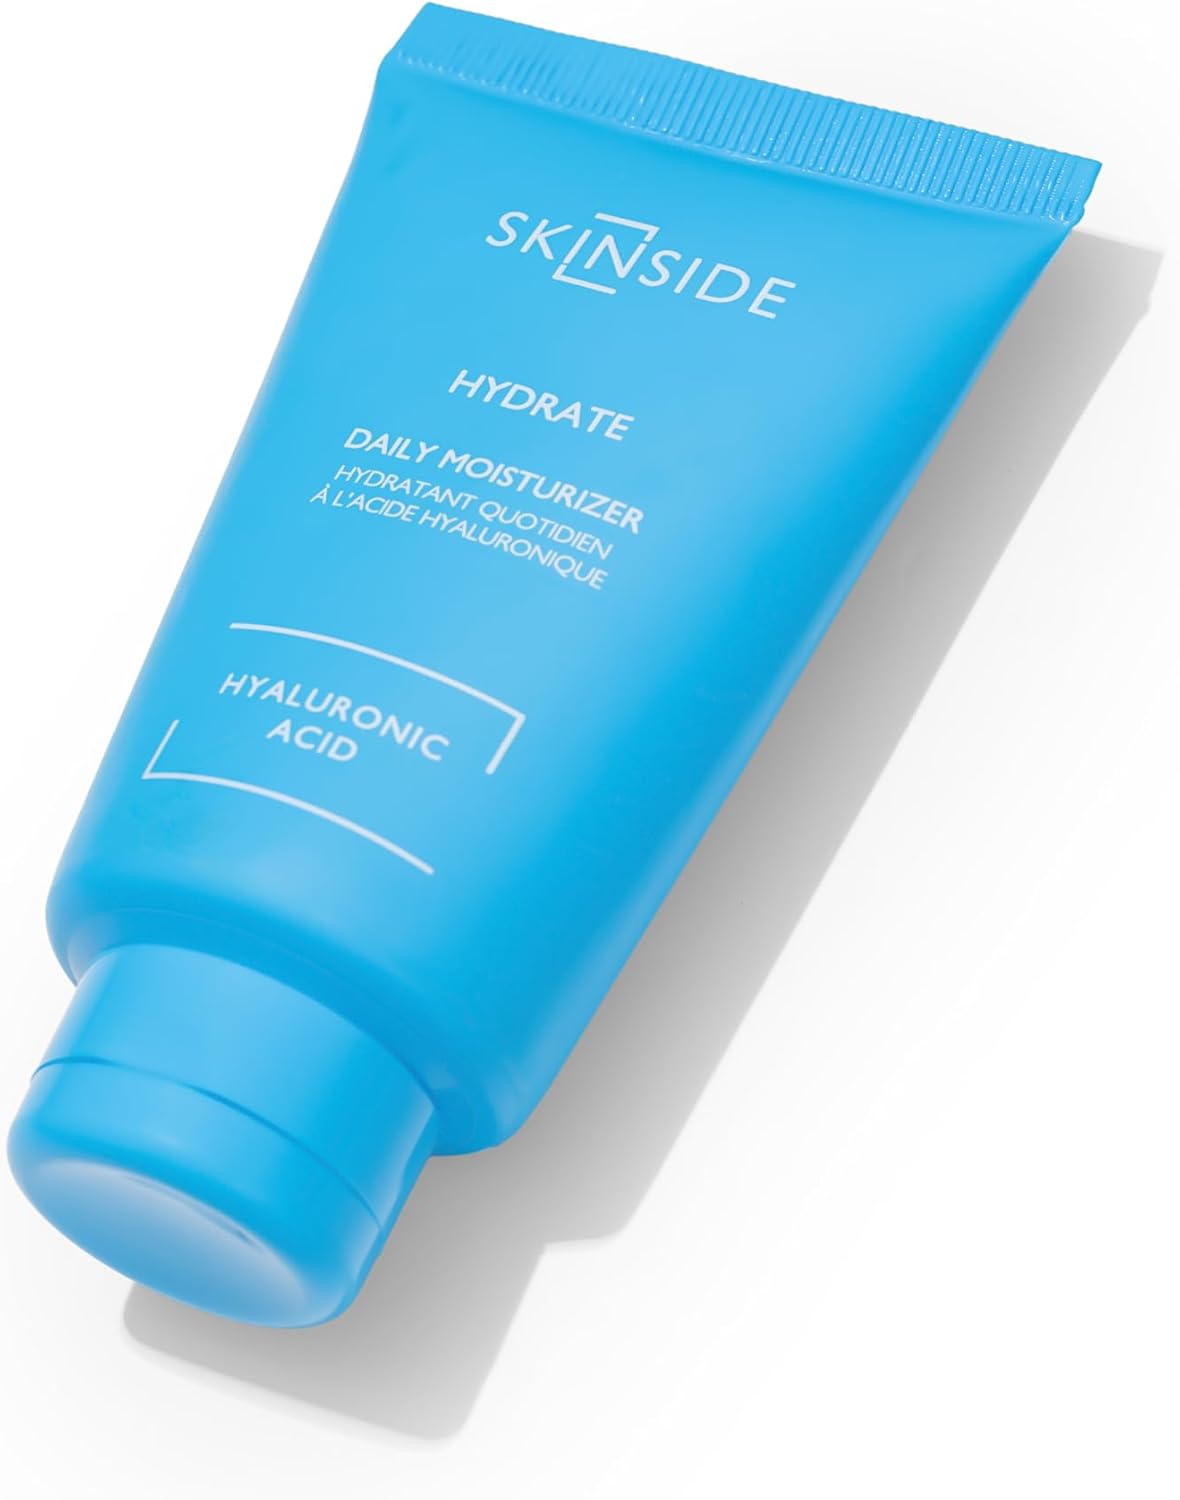 SKINSIDE
HYDRATE
DAILY MOISTURIZER
HYDRATANT QUOTIDIEN
À L'ACIDE HYALURONIQUE
HYALURONIC
ACID